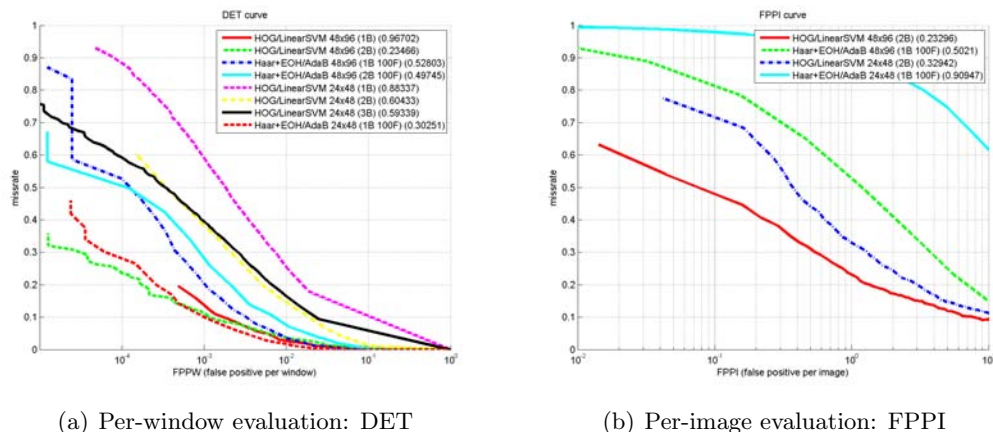 DET curve
1
0.9
0.8
0.7
0.6
0.5
0.4
0.3
0.2
0.1
0
missrate
HOG/LinearSVM 48x96 (1B) (0.96702)
HOG/LinearSVM 48x96 (2B) (0.23466)
Haar+EOH/AdaB 48x96 (1B 100F) (0.52803)
Haar+EOH/AdaB 48x96 (2B 100F) (0.49745)
HOG/LinearSVM 24x48 (1B) (0.88337)
HOG/LinearSVM 24x48 (2B) (0.60433)
HOG/LinearSVM 24x48 (3B) (0.59339)
Haar+EOH/AdaB 24x48 (1B 100F) (0.30251)
10^-4
10^-3
10^-2
10^-1
10^0
FPPW (false positive per window)
(a) Per-window evaluation: DET
FPPI curve
1
0.9
0.8
0.7
0.6
0.5
0.4
0.3
0.2
0.1
0
missrate
HOG/LinearSVM 48x96 (2B) (0.23296)
Haar+EOH/AdaB 48x96 (1B 100F) (0.5021)
HOG/LinearSVM 24x48 (2B) (0.32942)
Haar+EOH/AdaB 24x48 (1B 100F) (0.90947)
10^-2
10^-1
10^0
10^1
FPPI (false positive per image)
(b) Per-image evaluation: FPPI